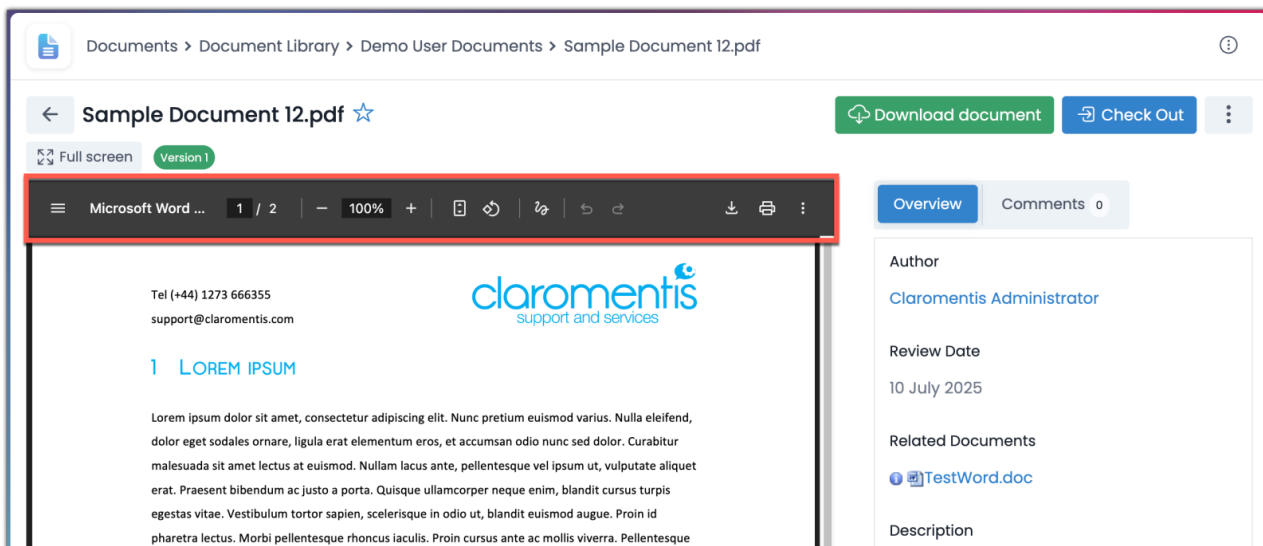 Documents > Document Library > Demo User Documents > Sample Document 12.pdf
Sample Document 12.pdf
Download document
Check Out
Full screen
Version 1
Microsoft Word ...
1 / 2
100%
Overview
Comments 0
Tel (+44) 1273 666355
support@claromentis.com
claromentis
support and services
1 LOREM IPSUM
Lorem ipsum dolor sit amet, consectetur adipiscing elit. Nunc pretium euismod varius. Nulla eleifend,
dolor eget sodales ornare, ligula erat elementum eros, et accumsan odio nunc sed dolor. Curabitur
malesuada sit amet lectus at euismod. Nullam lacus ante, pellentesque vel ipsum ut, vulputate aliquet
erat. Praesent bibendum ac justo a porta. Quisque ullamcorper neque enim, blandit cursus turpis
egestas vitae. Vestibulum tortor sapien, scelerisque in odio ut, blandit euismod augue. Proin id
pharetra lectus. Morbi pellentesque rhoncus iaculis. Proin cursus ante ac mollis viverra. Pellentesque
Author
Claromentis Administrator
Review Date
10 July 2025
Related Documents
TestWord.doc
Description